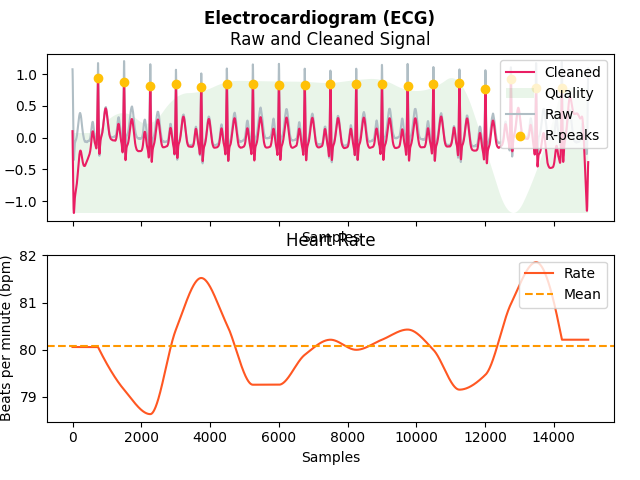 Electrocardiogram (ECG)
Raw and Cleaned Signal
1.0
0.5
0.0
−0.5
−1.0
Cleaned
Quality
Raw
R-peaks
Samples
Heart Rate
Beats per minute (bpm)
82
81
80
79
Rate
Mean
0 2000 4000 6000 8000 10000 12000 14000
Samples